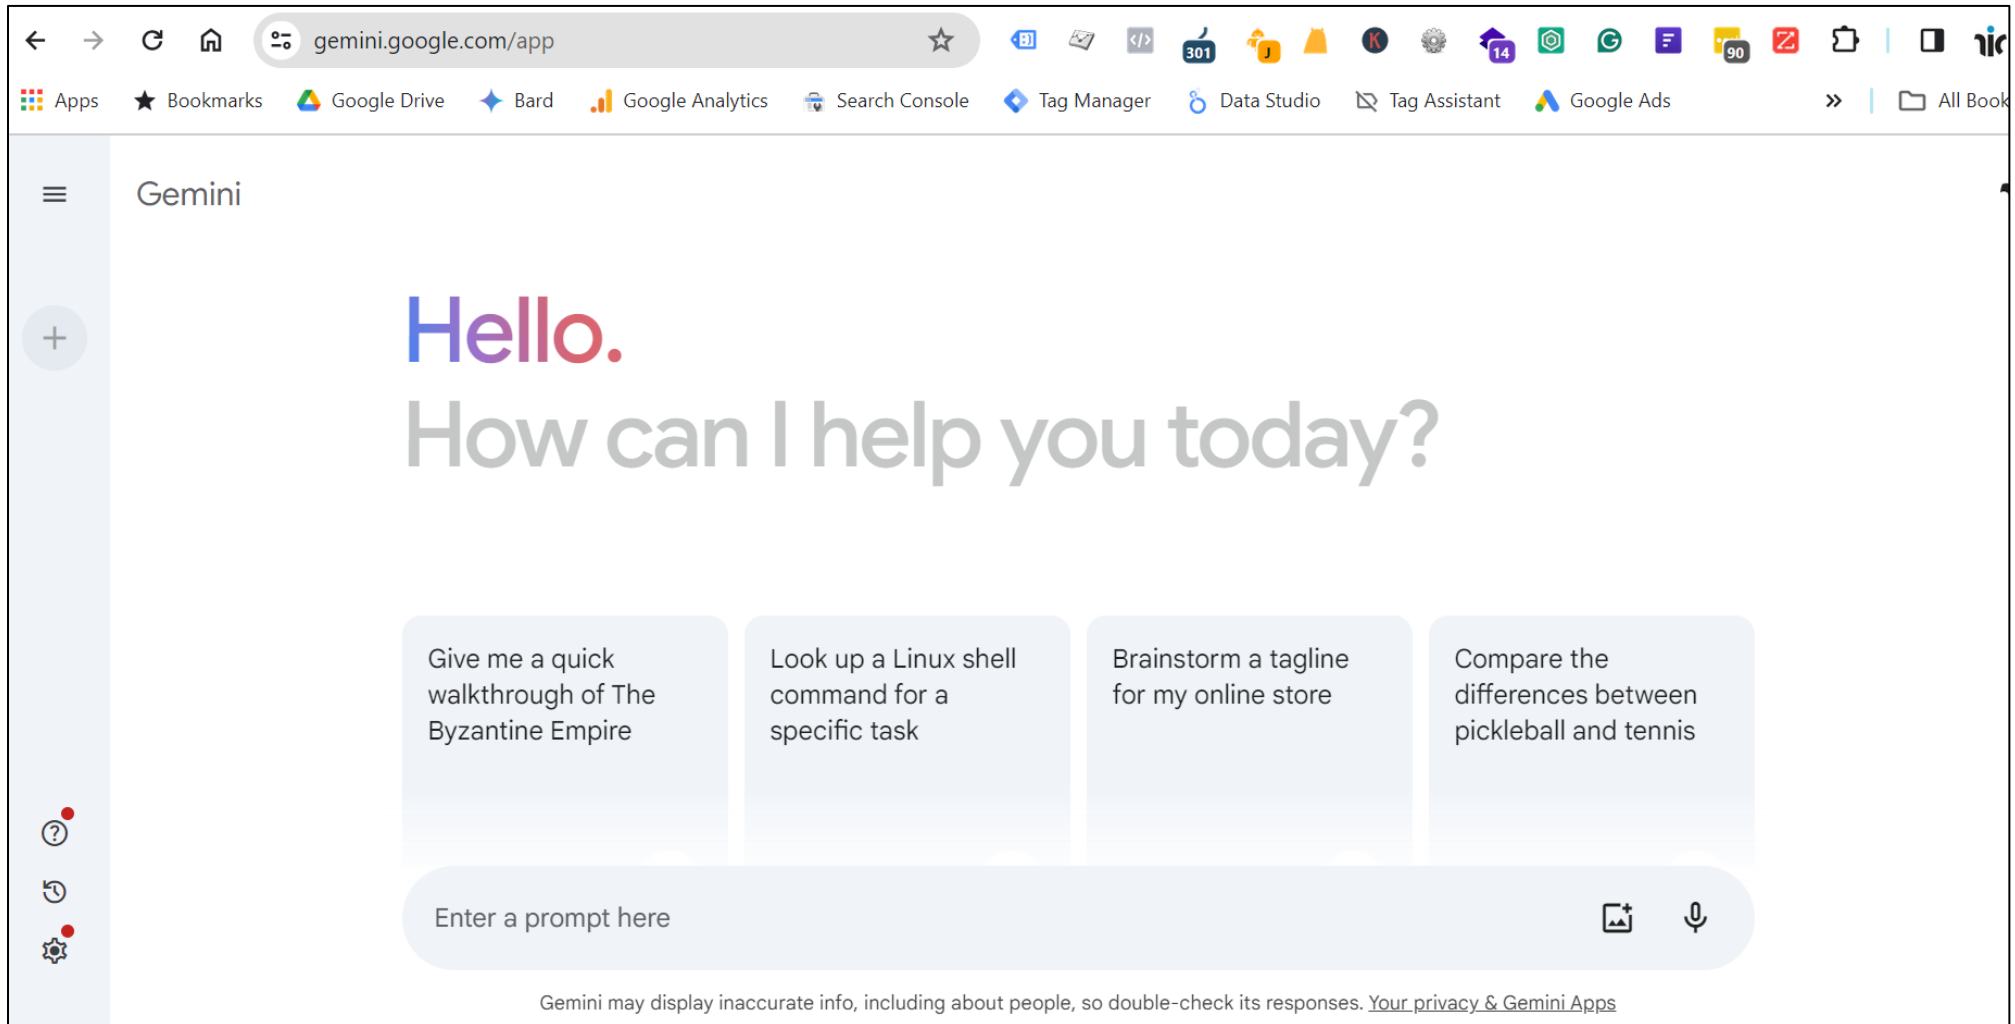 gemini.google.com/app
301
J
K
14
G
90
Z
Apps
Bookmarks
Google Drive
Bard
Google Analytics
Search Console
Tag Manager
Data Studio
Tag Assistant
Google Ads
»
All Book
Gemini
Hello.
How can I help you today?
Give me a quick
walkthrough of The
Byzantine Empire
Look up a Linux shell
command for a
specific task
Brainstorm a tagline
for my online store
Compare the
differences between
pickleball and tennis
Enter a prompt here
Gemini may display inaccurate info, including about people, so double-check its responses. Your privacy & Gemini Apps